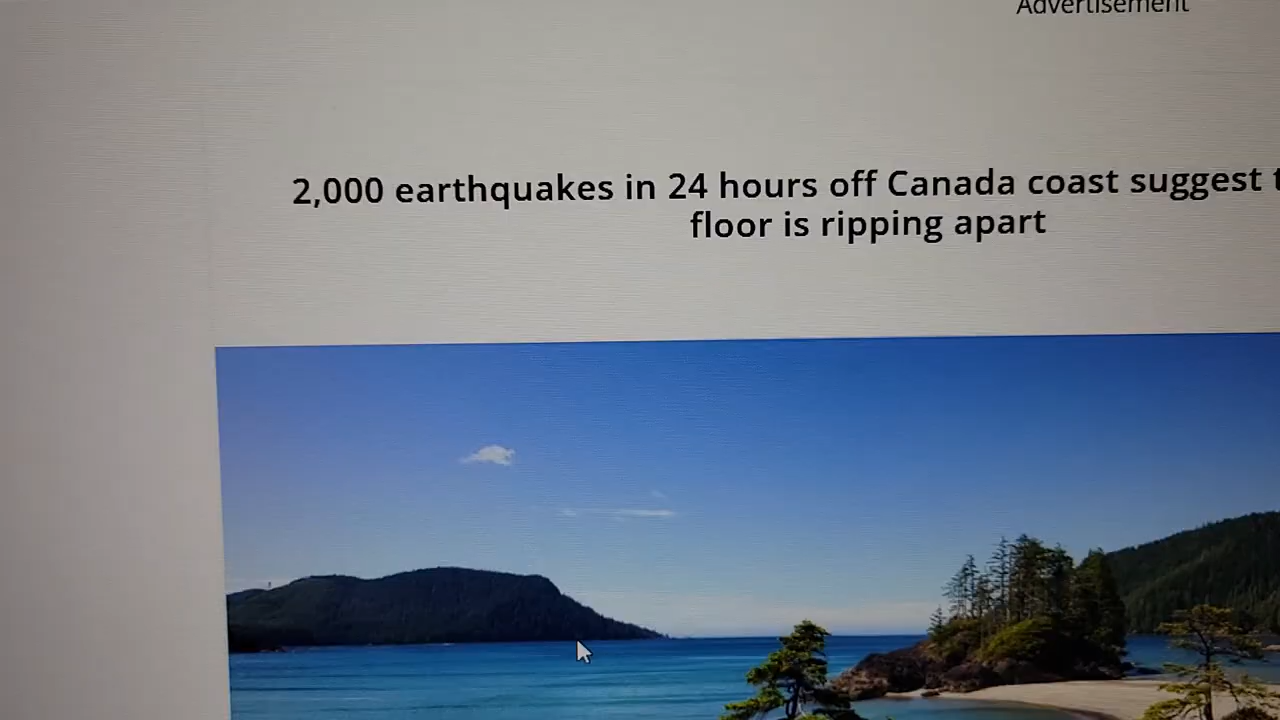 Advertisement
2,000 earthquakes in 24 hours off Canada coast suggest
floor is ripping apart